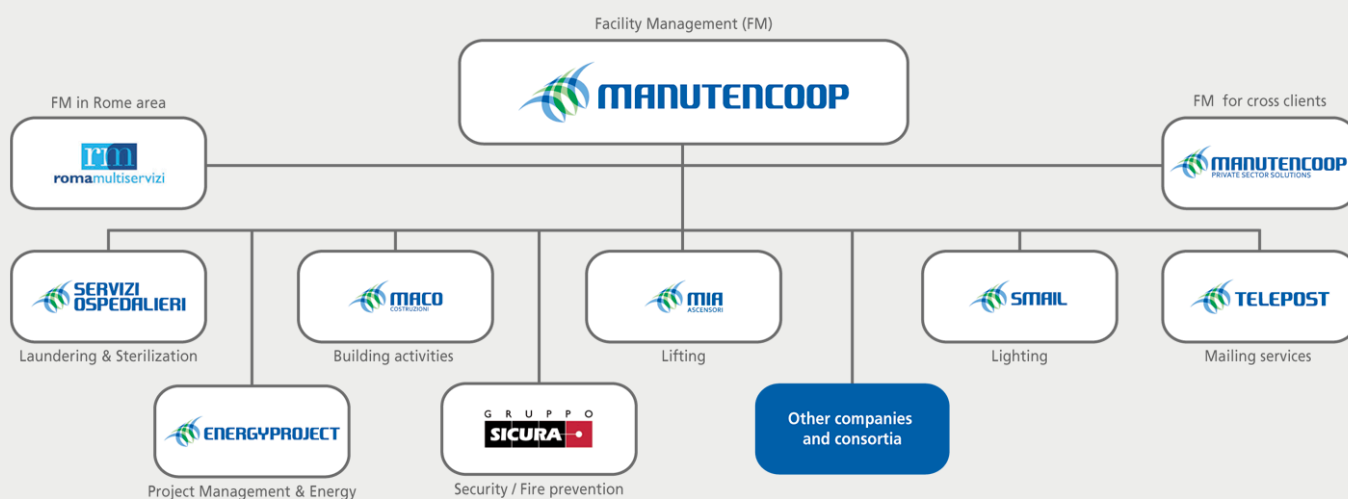 Facility Management (FM)
MANUTENCOOP
FM in Rome area
rm
romamultiservizi
FM for cross clients
MANUTENCOOP
PRIVATE SECTOR SOLUTIONS
SERVIZI
OSPEDALIERI
Laundering & Sterilization
MACO
COSTRUZIONI
Building activities
MIA
ASCENSORI
Lifting
SMAIL
Lighting
TELEPOST
Mailing services
ENERGYPROJECT
Project Management & Energy
GRUPPO
SICURA
Security / Fire prevention
Other companies
and consortia